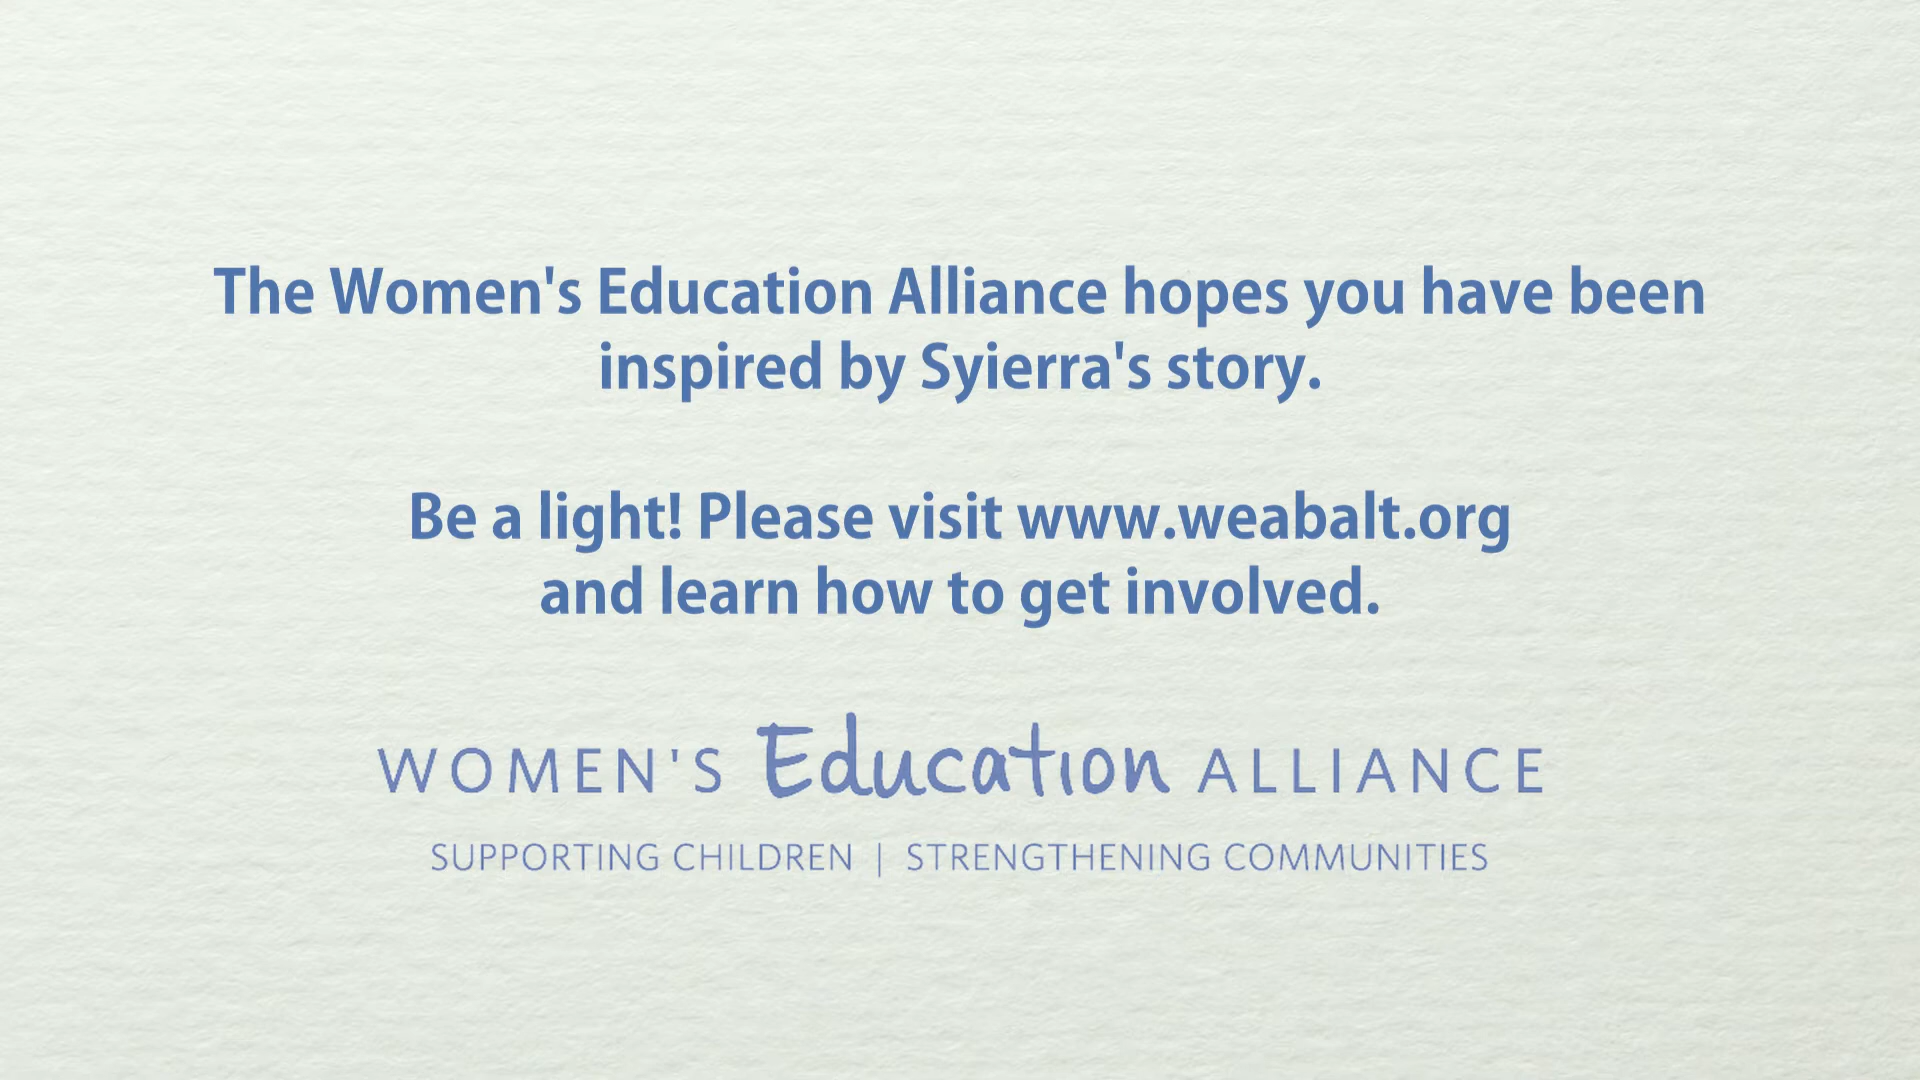 The Women's Education Alliance hopes you have been
inspired by Syierra's story.
Be a light! Please visit www.weabalt.org
and learn how to get involved.
WOMEN'S Education ALLIANCE
SUPPORTING CHILDREN | STRENGTHENING COMMUNITIES